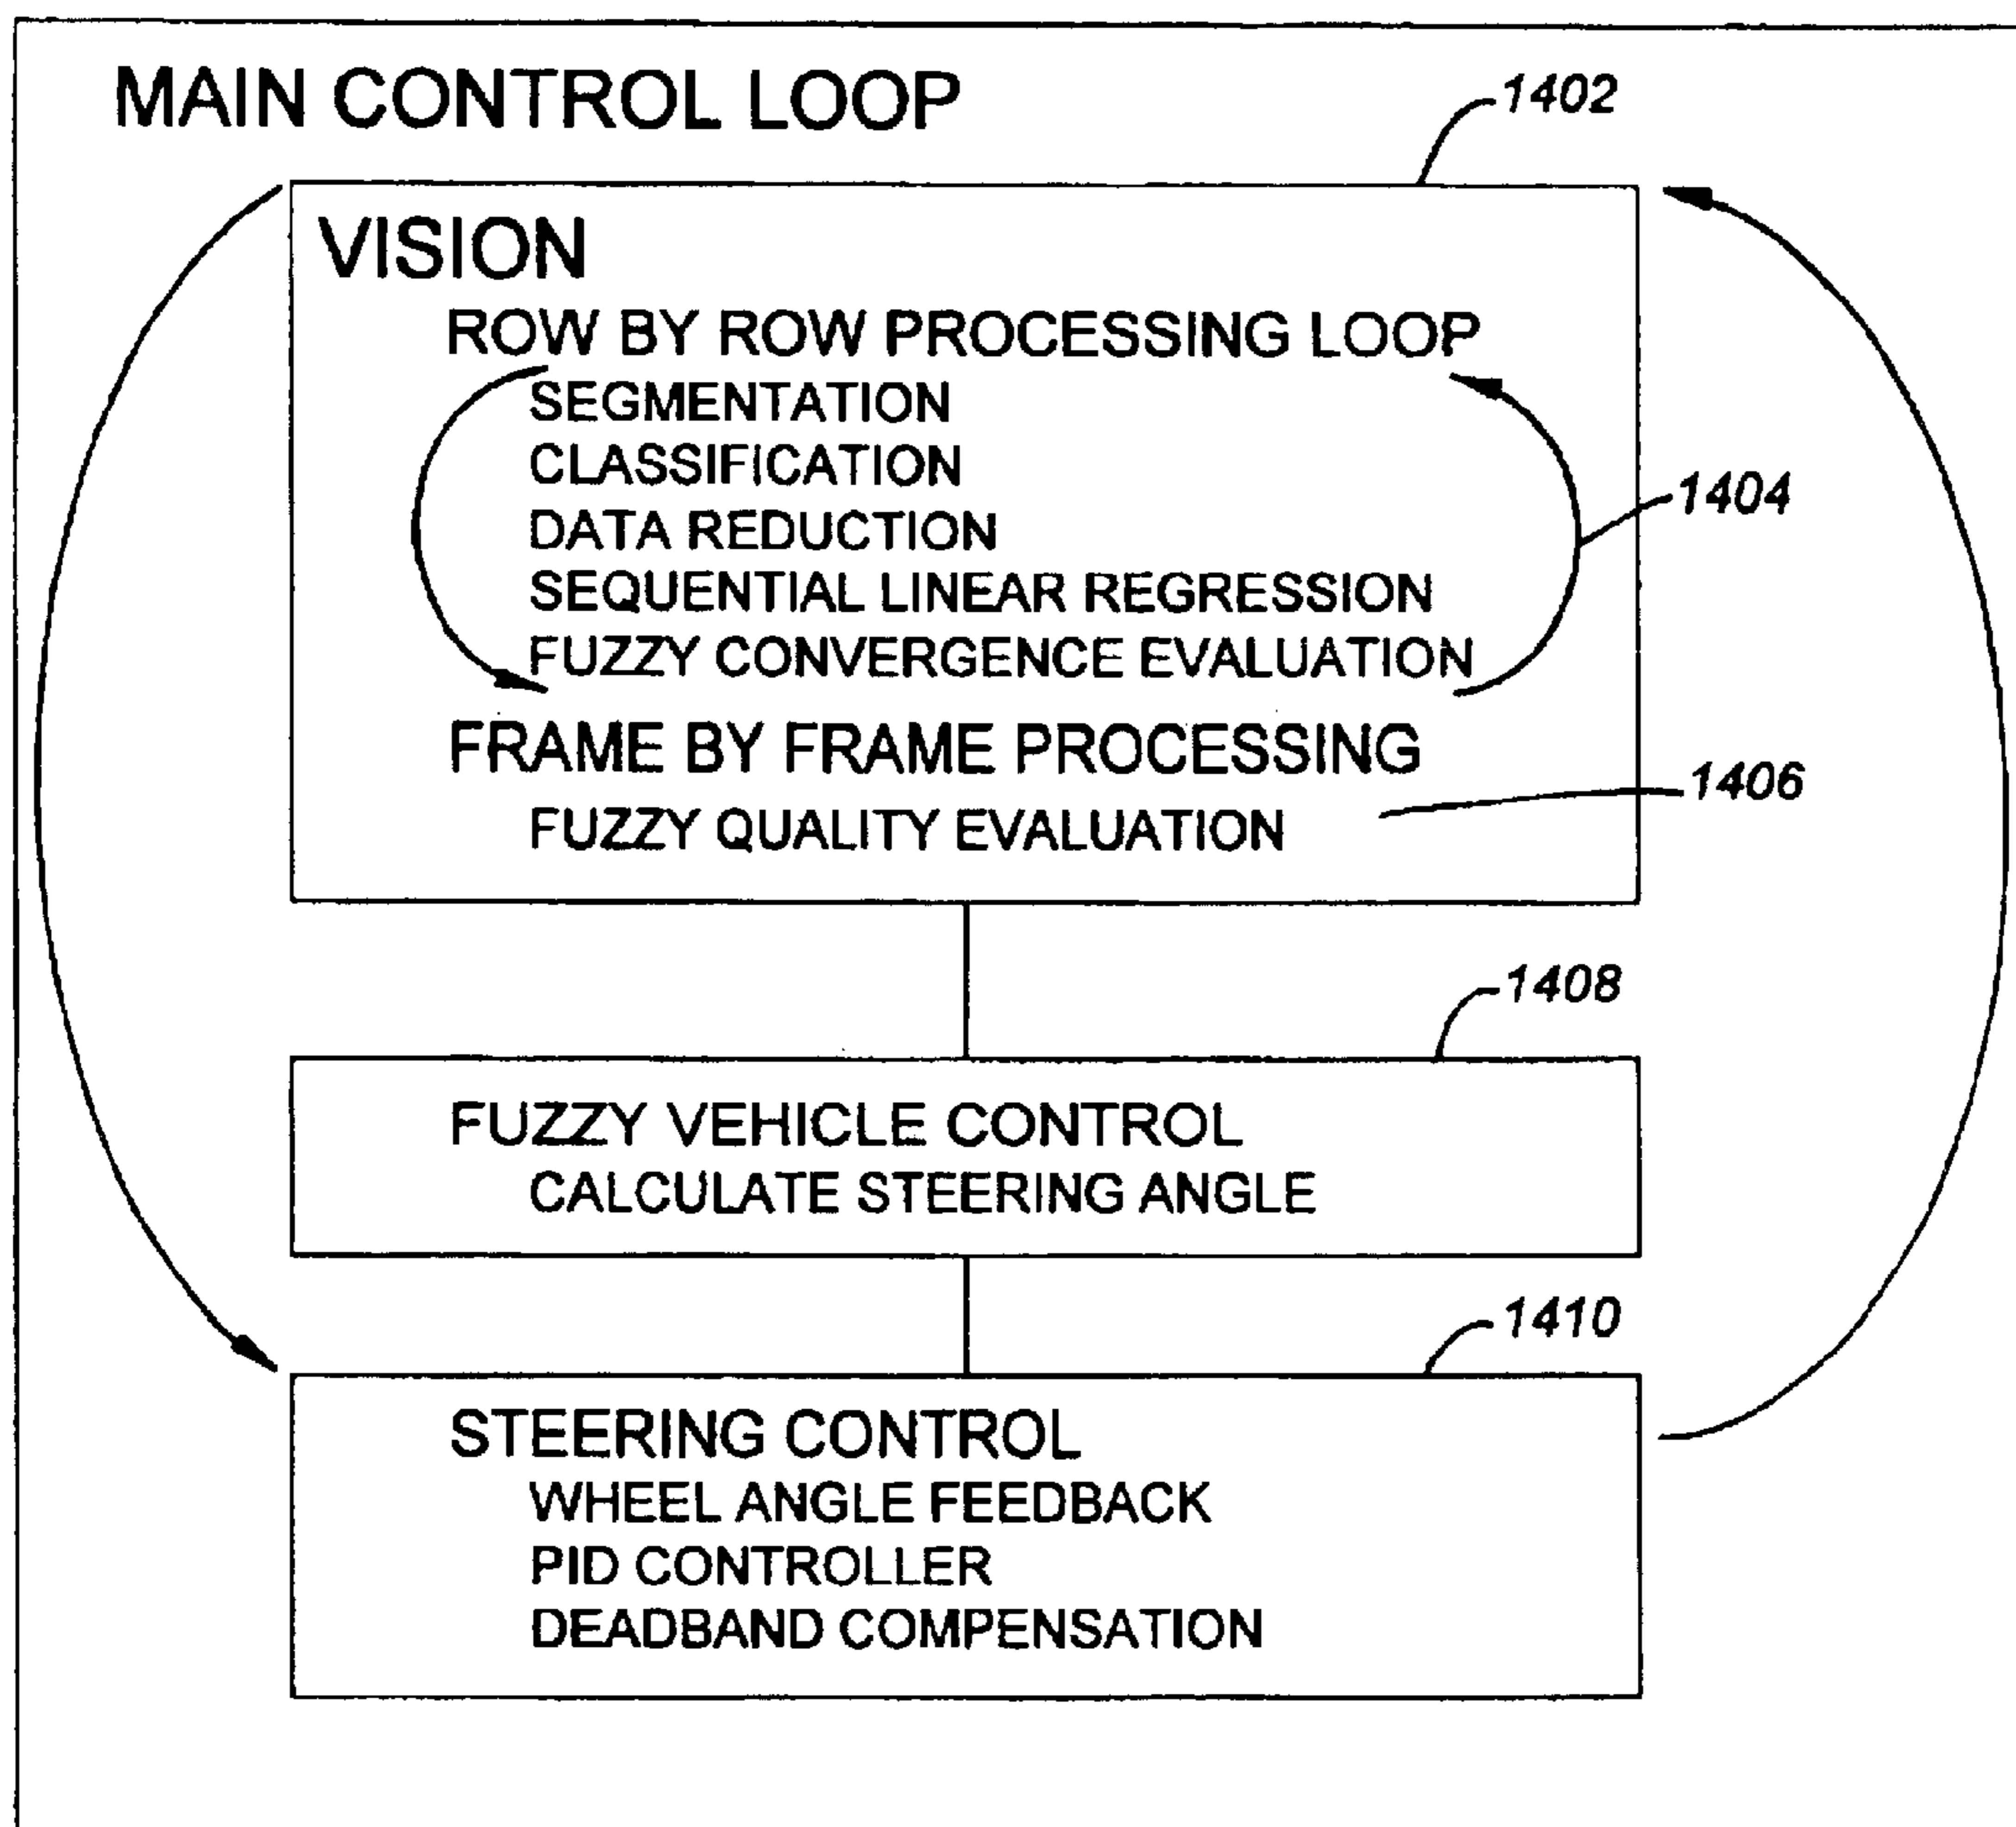 MAIN CONTROL LOOP
1402
VISION
ROW BY ROW PROCESSING LOOP
SEGMENTATION
CLASSIFICATION
DATA REDUCTION
1404
SEQUENTIAL LINEAR REGRESSION
FUZZY CONVERGENCE EVALUATION
FRAME BY FRAME PROCESSING
1406
FUZZY QUALITY EVALUATION
1408
FUZZY VEHICLE CONTROL
CALCULATE STEERING ANGLE
1410
STEERING CONTROL
WHEEL ANGLE FEEDBACK
PID CONTROLLER
DEADBAND COMPENSATION